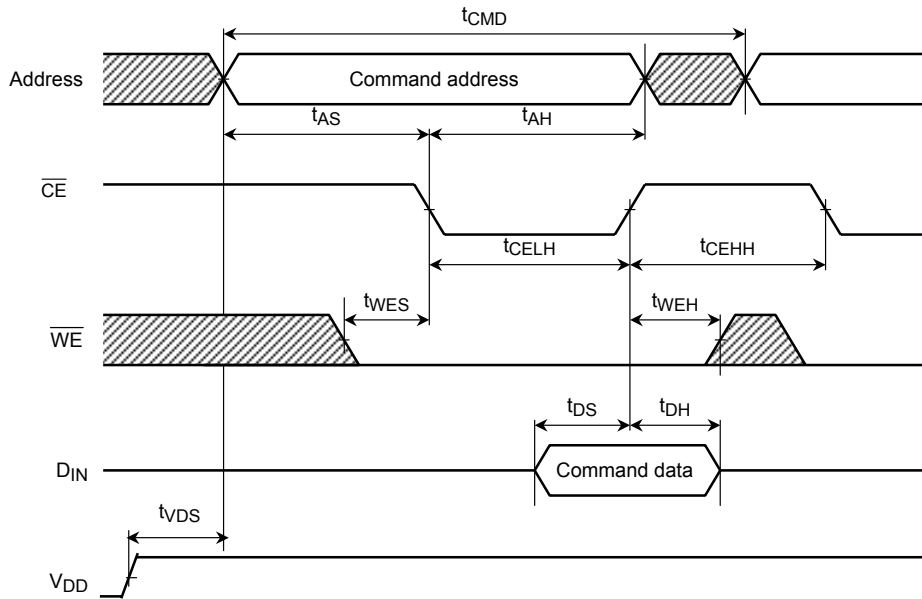 tCMD
Address
Command address
tAS
tAH
CE
tCELH
tCEHH
tWES
tWEH
WE
tDS
tDH
DIN
Command data
tVDS
VDD